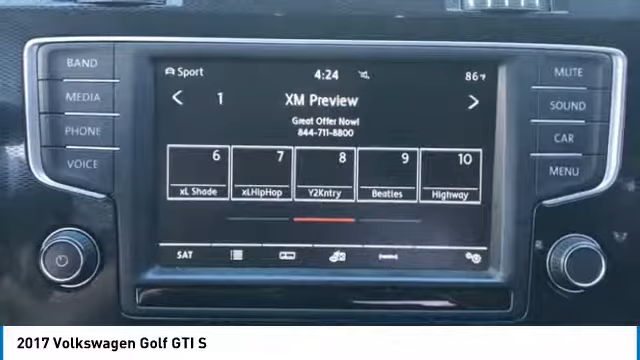 BAND
MEDIA
PHONE
VOICE
Sport
4:24
86°F
1
XM Preview
Great Offer Now!
844-711-8800
6
xL Shade
7
xLHipHop
8
Y2Kntry
9
Beatles
10
Highway
SAT
MUTE
SOUND
CAR
MENU
2017 Volkswagen Golf GTI S